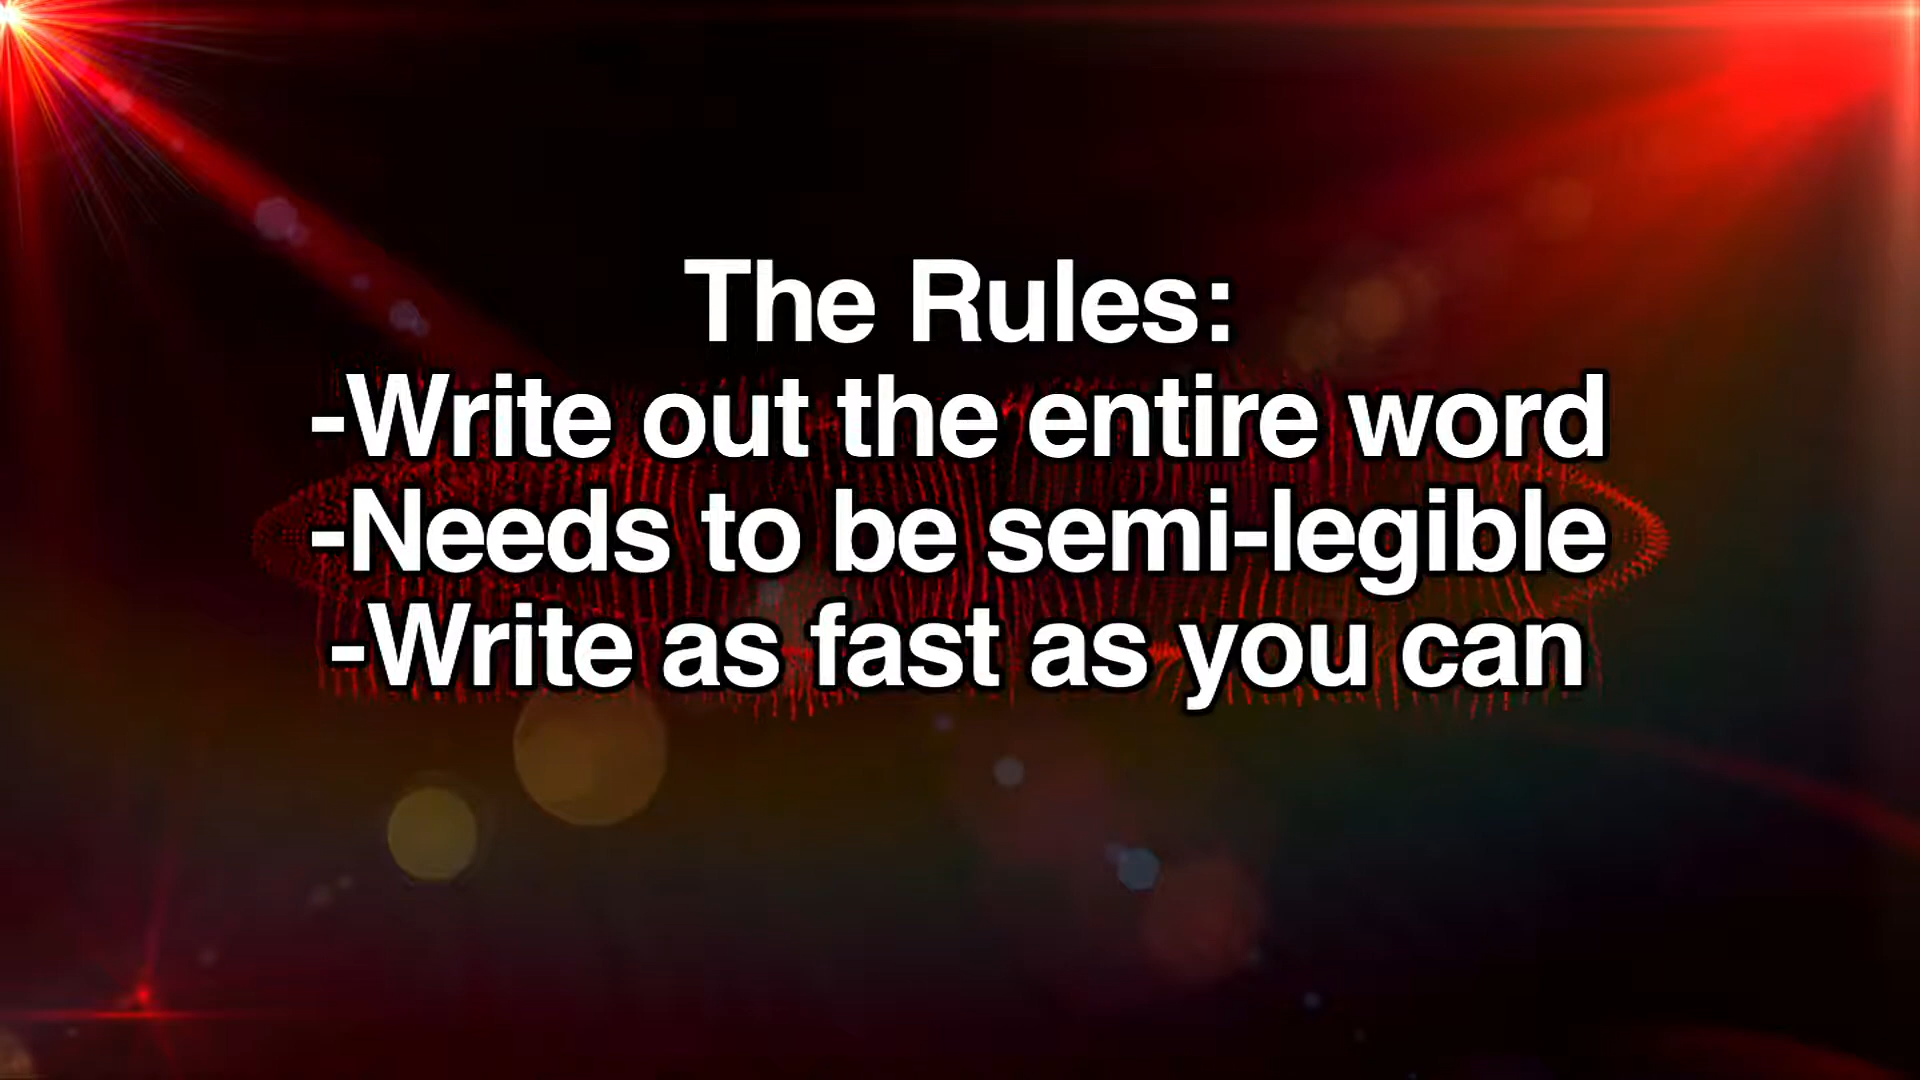 The Rules:
-Write out the entire word
-Needs to be semi-legible
-Write as fast as you can